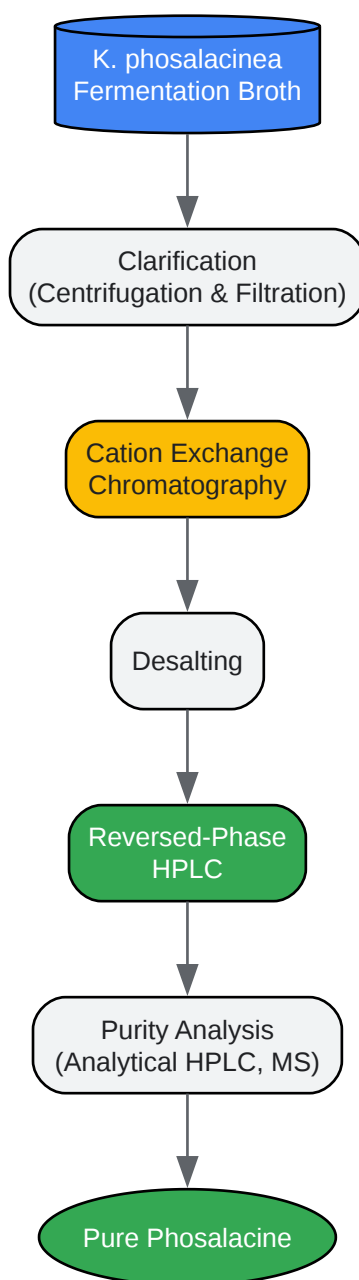 K. phosalacinea
Fermentation Broth
Clarification
(Centrifugation & Filtration)
Cation Exchange
Chromatography
Desalting
Reversed-Phase
HPLC
Purity Analysis
(Analytical HPLC, MS)
Pure Phosalacine